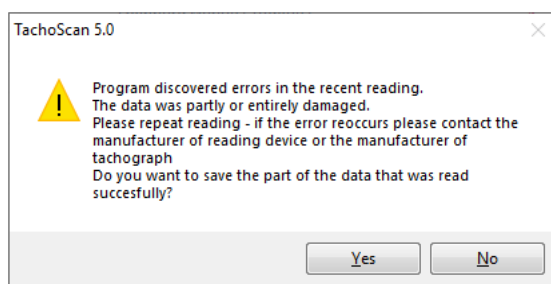 TachoScan 5.0
Program discovered errors in the recent reading.
The data was partly or entirely damaged.
Please repeat reading - if the error reoccurs please contact the
manufacturer of reading device or the manufacturer of
tachograph
Do you want to save the part of the data that was read
succesfully?
Yes
No